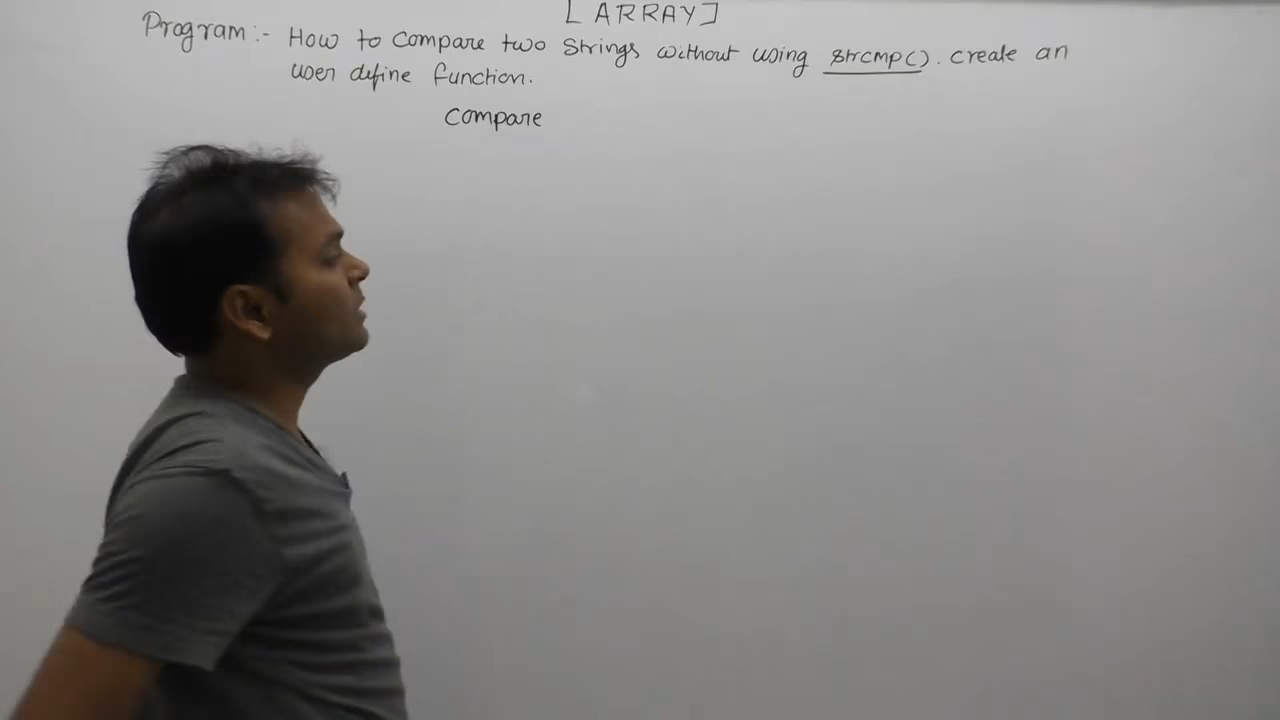 [ ARRAY]
Program:- How to compare two strings without using strcmp(). create an
user define function.
compare